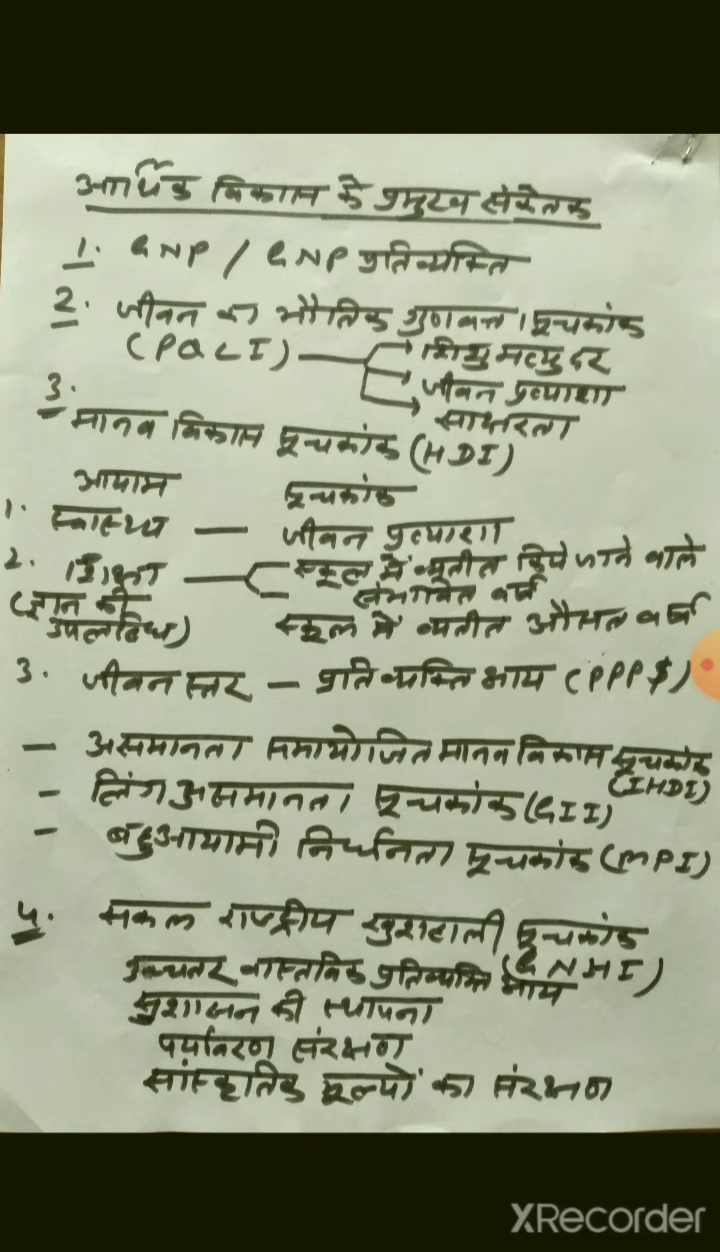 आर्थिक विकास के प्रमुख संकेतक
1. GNP / GNP प्रतिव्यक्ति
2. जीवन का भौतिक गुणवत्ता सूचकांक
(PQLI) → शिशु मृत्यु दर
→ जीवन प्रत्याशा
→ साक्षरता
3. मानव विकास सूचकांक (HDI)
आयाम सूचकांक
1. स्वास्थ्य — जीवन प्रत्याशा
2. शिक्षा — स्कूल में व्यतीत किये जाने वाले
(ज्ञान की संभावित वर्ष
उपलब्धि) स्कूल में व्यतीत औसत वर्ष
3. जीवन स्तर — प्रति व्यक्ति आय (PPP$)
— असमानता समायोजित मानव विकास सूचकांक
(IHDI)
- लिंग असमानता सूचकांक (GII)
- बहुआयामी निर्धनता सूचकांक (MPI)
4. सकल राष्ट्रीय खुशहाली सूचकांक
(GNHI)
उच्चतर वास्तविक प्रतिव्यक्ति आय
सुशासन की स्थापना
पर्यावरण संरक्षण
सांस्कृतिक मूल्यों का संरक्षण
XRecorder